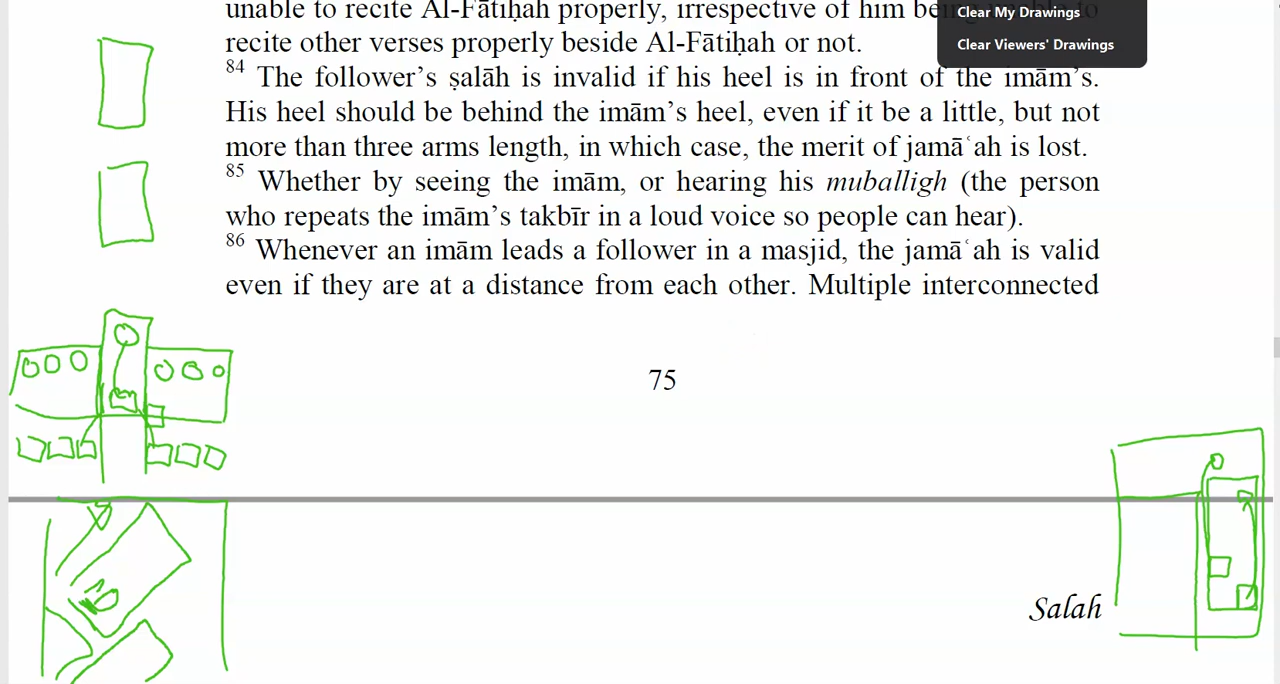 unable to recite Al-Fātiḥah properly, irrespective of him
Clear My Drawings
recite other verses properly beside Al-Fātiḥah or not.
Clear Viewers' Drawings
84 The follower's ṣalāh is invalid if his heel is in front of the imām's.
His heel should be behind the imām's heel, even if it be a little, but not
more than three arms length, in which case, the merit of jamāʿah is lost.
85 Whether by seeing the imām, or hearing his muballigh (the person
who repeats the imām's takbīr in a loud voice so people can hear).
86 Whenever an imām leads a follower in a masjid, the jamāʿah is valid
even if they are at a distance from each other. Multiple interconnected
75
Salah